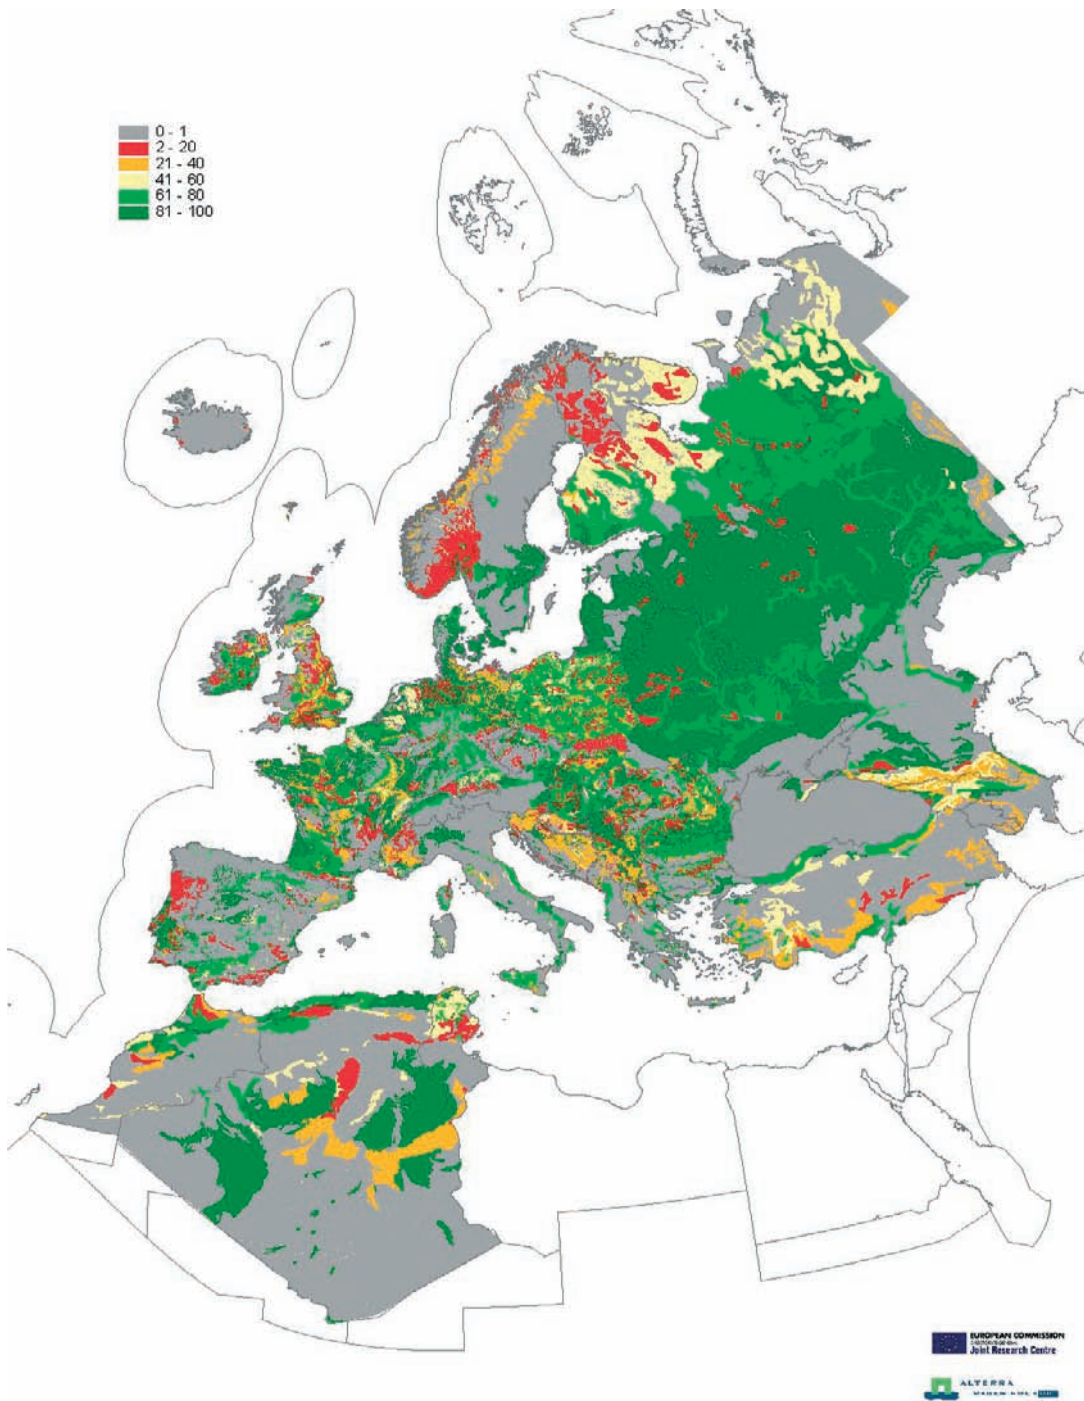 0 - 1
2 - 20
21 - 40
41 - 60
61 - 80
81 - 100
EUROPEAN COMMISSION
Joint Research Centre
ALTERRA